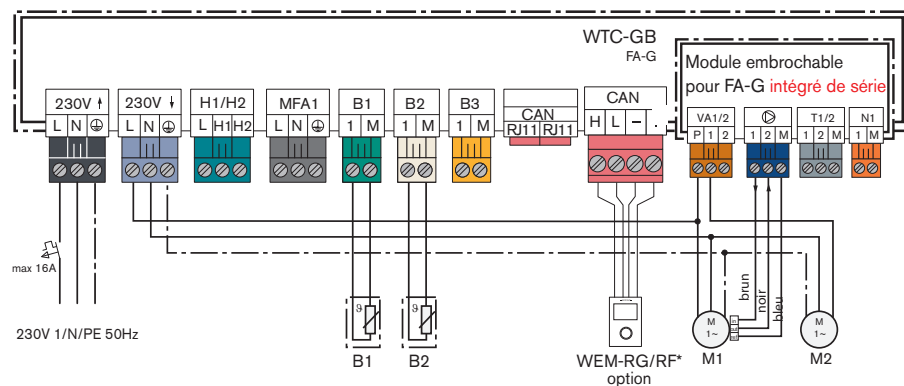 WTC-GB
FA-G
Module embrochable
pour FA-G intégré de série
230V ↑
230V ↓
H1/H2
MFA1
B1
B2
B3
CAN
RJ11 RJ11
CAN
VA1/2
T1/2
N1
L N
L N
L H1 H2
L N
1 M
1 M
1 M
H L – .
P 1 2
1 2 M
1 2 M
1 M
max 16A
230V 1/N/PE 50Hz
ϑ
ϑ
B1
B2
WEM-RG/RF*
option
brun
noir
bleu
M
1~
M1
M
1~
M2